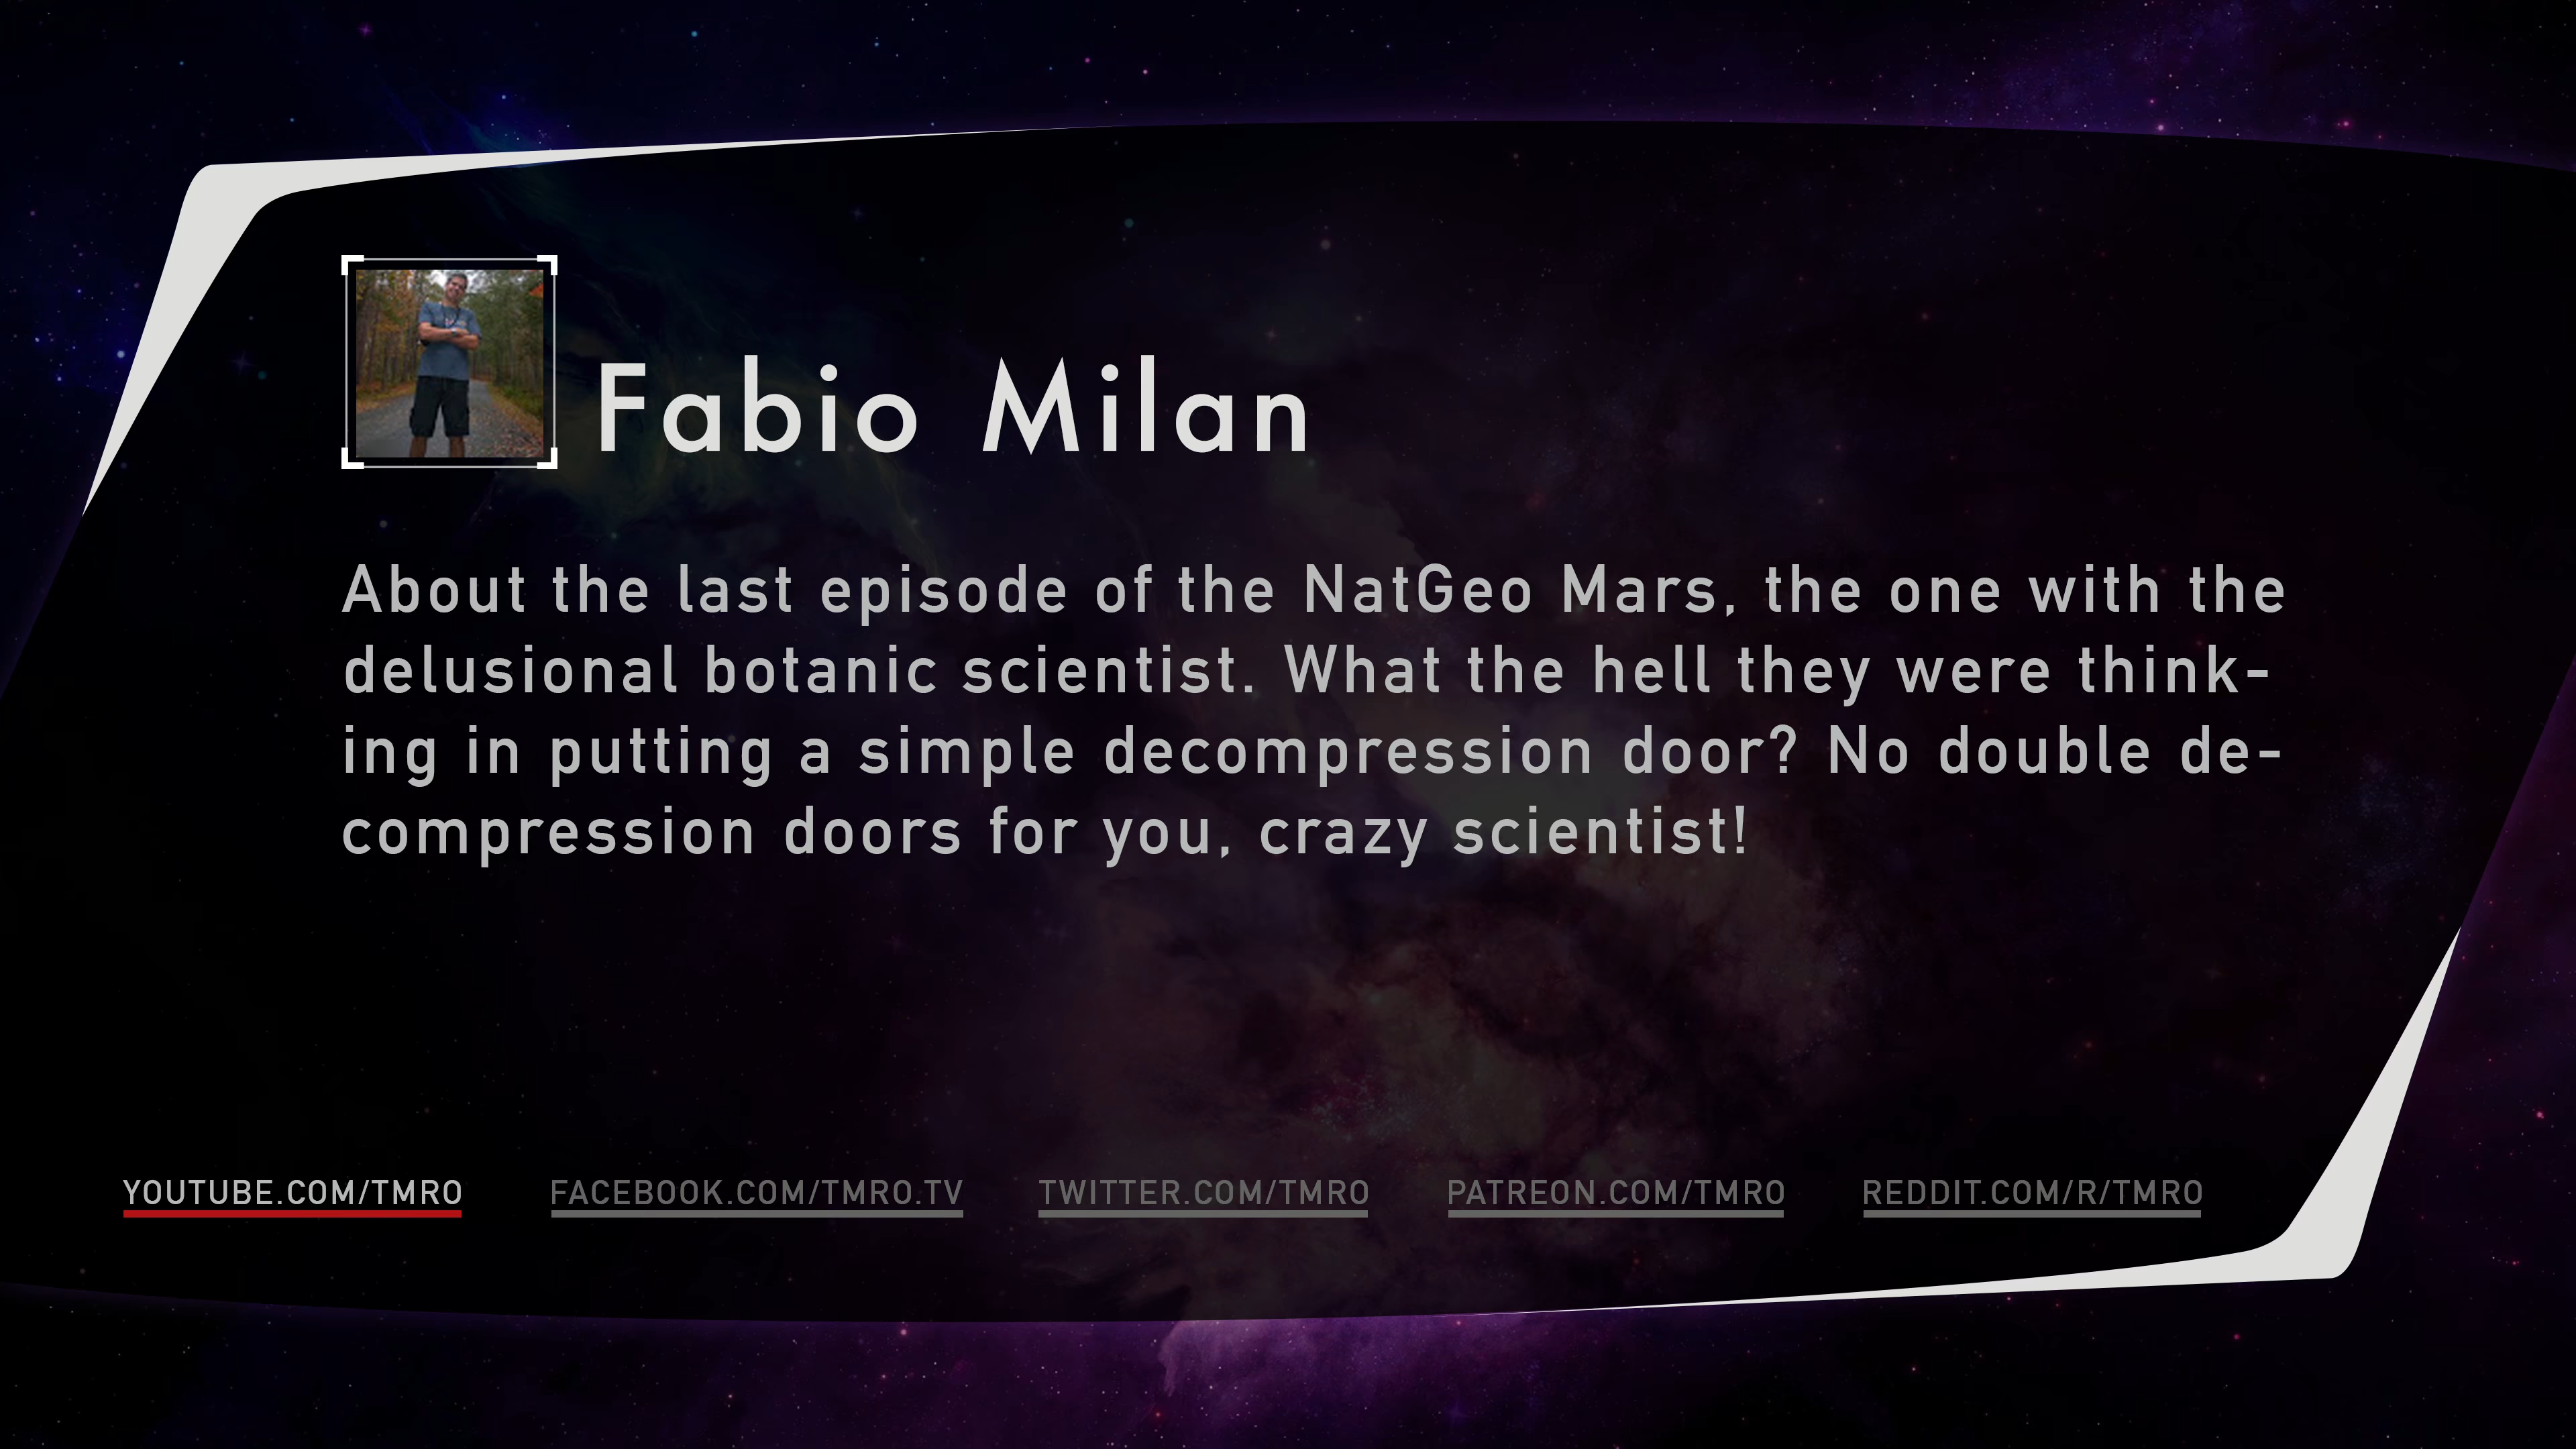 Fabio Milan
About the last episode of the NatGeo Mars, the one with the
delusional botanic scientist. What the hell they were think-
ing in putting a simple decompression door? No double de-
compression doors for you, crazy scientist!
YOUTUBE.COM/TMRO FACEBOOK.COM/TMRO.TV TWITTER.COM/TMRO PATREON.COM/TMRO REDDIT.COM/R/TMRO